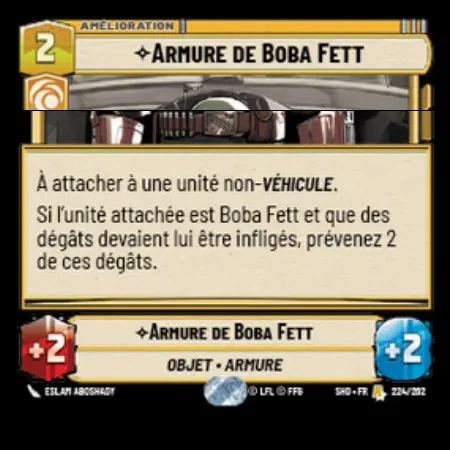 AMÉLIORATION
2
ARMURE DE BOBA FETT
À attacher à une unité non-VÉHICULE.
Si l'unité attachée est Boba Fett et que des
dégâts devaient lui être infligés, prévenez 2
de ces dégâts.
+2
ARMURE DE BOBA FETT
+2
OBJET • ARMURE
ESLAM ABOSHADY
© LFL © FFG
SHD • FR
224/262